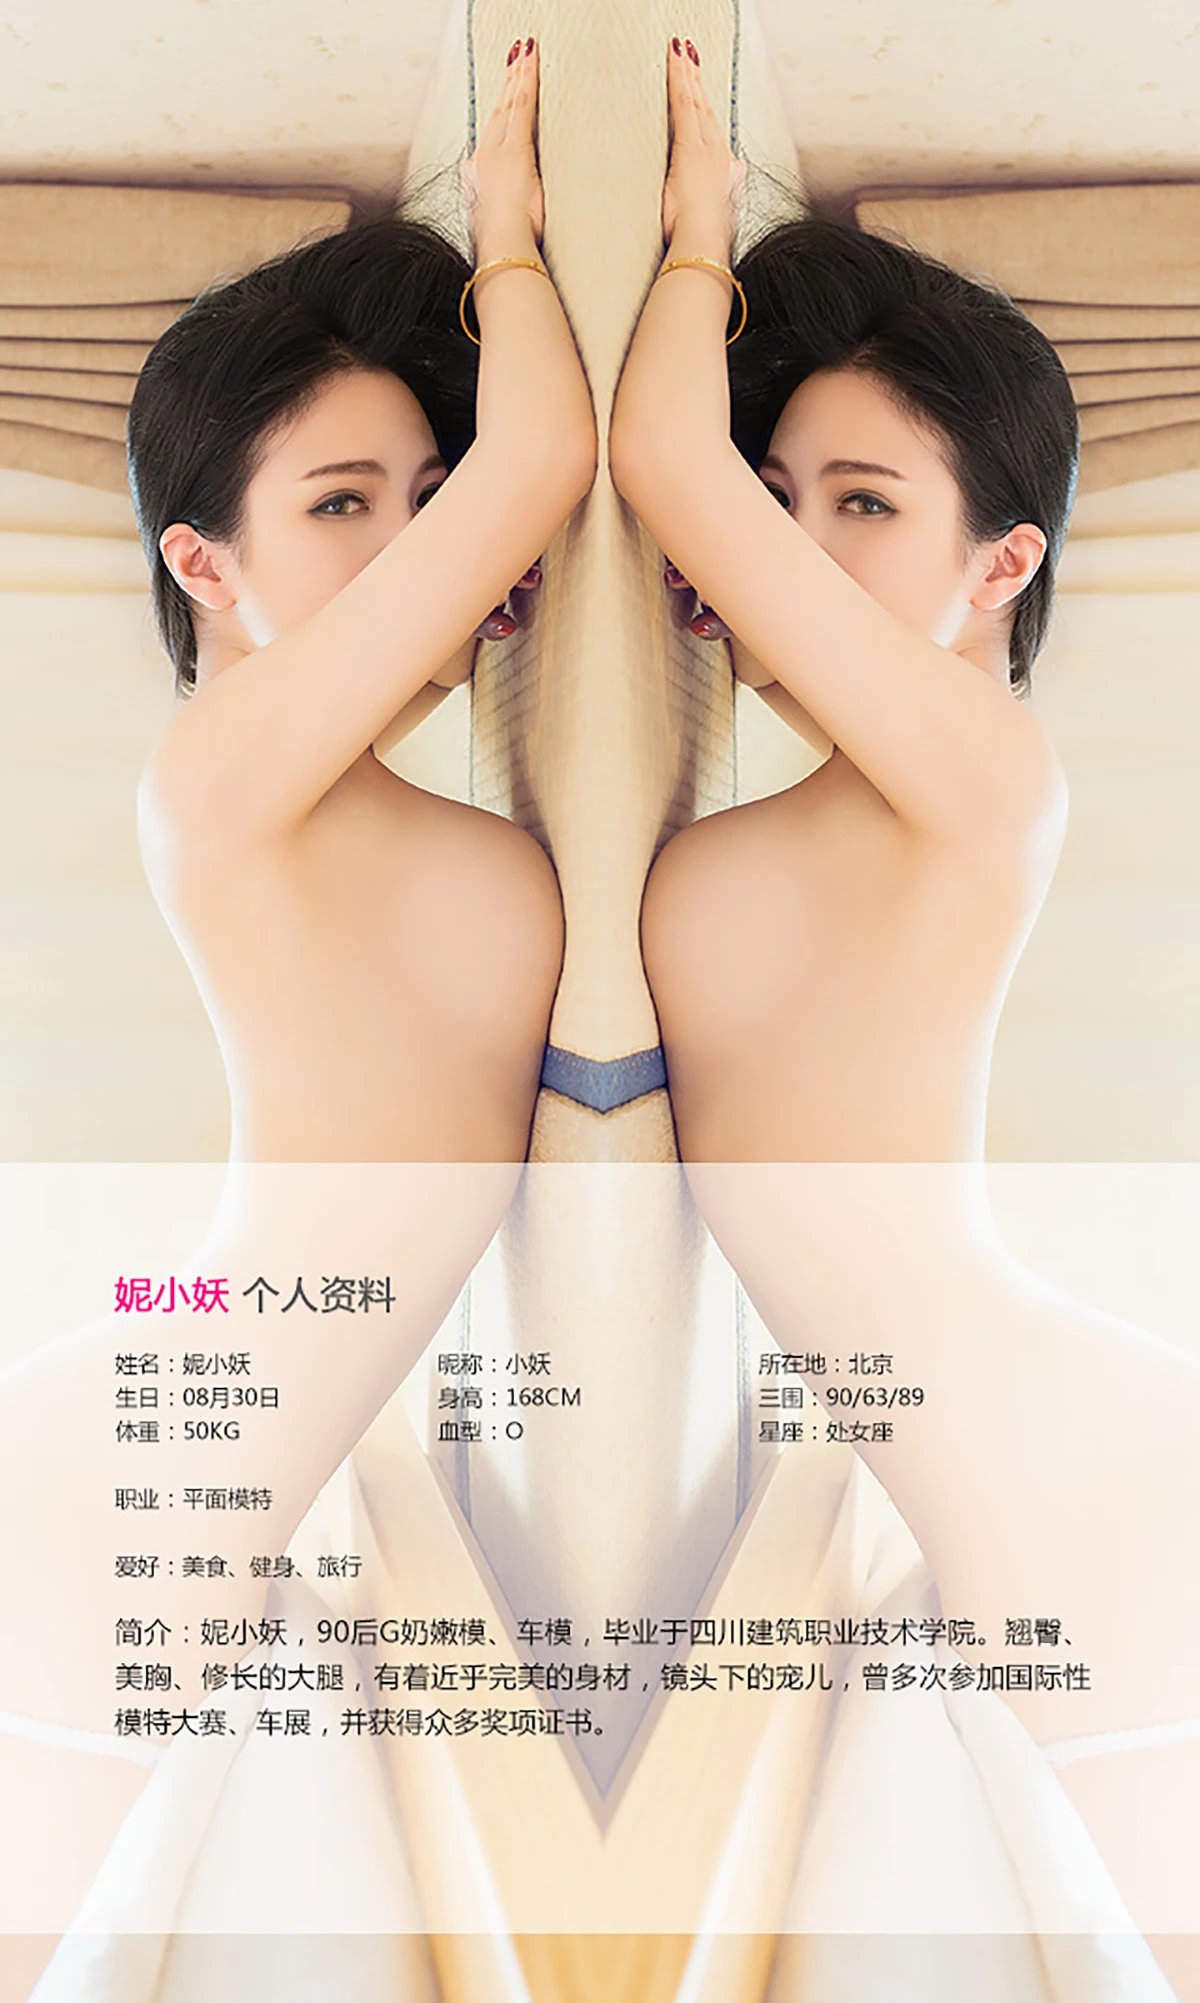 妮小妖 个人资料
姓名：妮小妖 昵称：小妖 所在地：北京
生日：08月30日 身高：168CM 三围：90/63/89
体重：50KG 血型：O 星座：处女座
职业：平面模特
爱好：美食、健身、旅行
简介：妮小妖，90后G奶嫩模、车模，毕业于四川建筑职业技术学院。翘臀、
美胸、修长的大腿，有着近乎完美的身材，镜头下的宠儿，曾多次参加国际性
模特大赛、车展，并获得众多奖项证书。